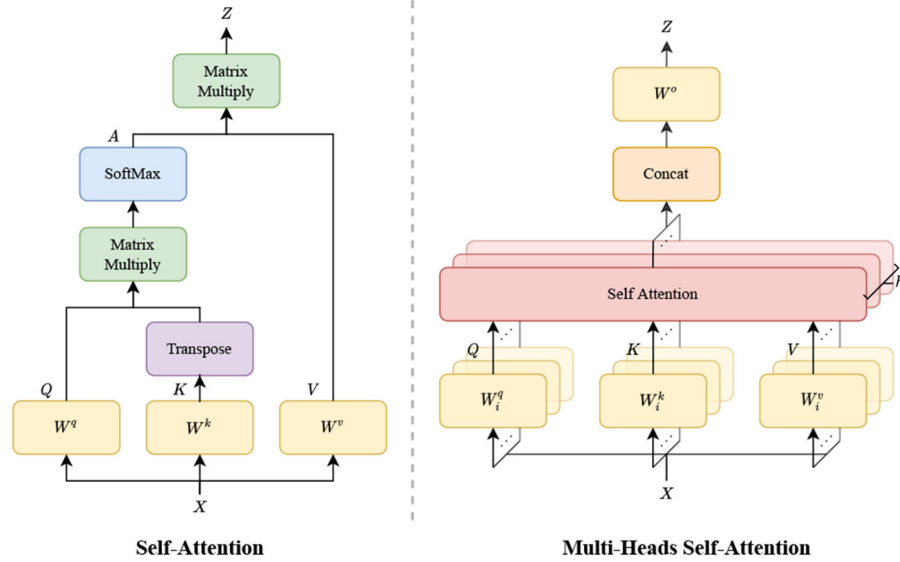 Z
Matrix
Multiply
A
SoftMax
Matrix
Multiply
Transpose
Q
K
V
W^q
W^k
W^v
X
Self-Attention
Z
W^o
Concat
Self Attention
h
Q
K
V
W_i^q
W_i^k
W_i^v
X
Multi-Heads Self-Attention